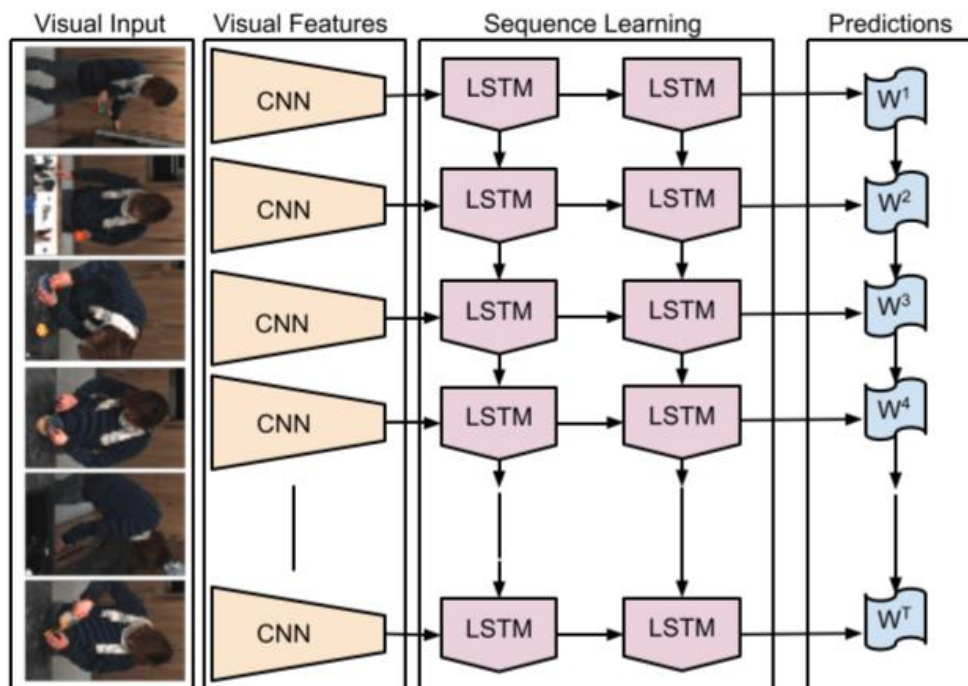 Visual Input Visual Features Sequence Learning Predictions
CNN LSTM LSTM W¹
CNN LSTM LSTM W²
CNN LSTM LSTM W³
CNN LSTM LSTM W⁴
CNN LSTM LSTM Wᵀ